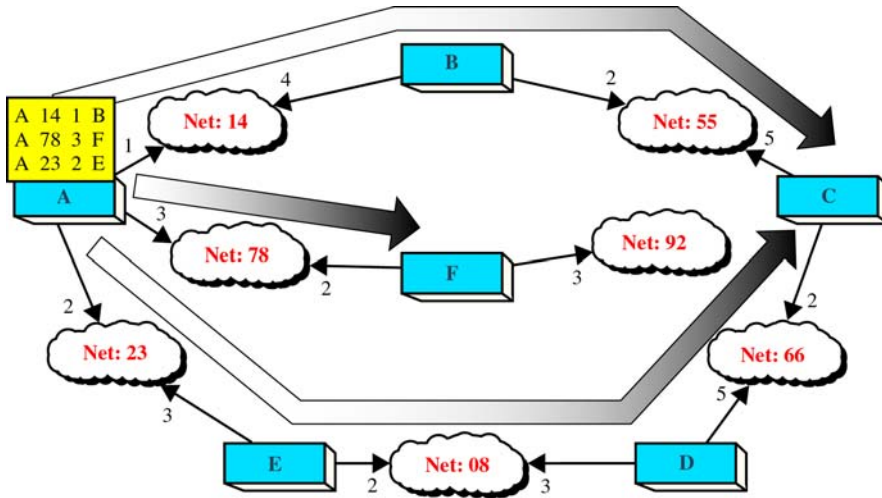 B
4
2
A 14 1 B
A 78 3 F
A 23 2 E
Net: 14
Net: 55
1
5
A
C
3
Net: 78
Net: 92
F
2
3
2
2
Net: 23
Net: 66
3
5
E
Net: 08
D
2
3